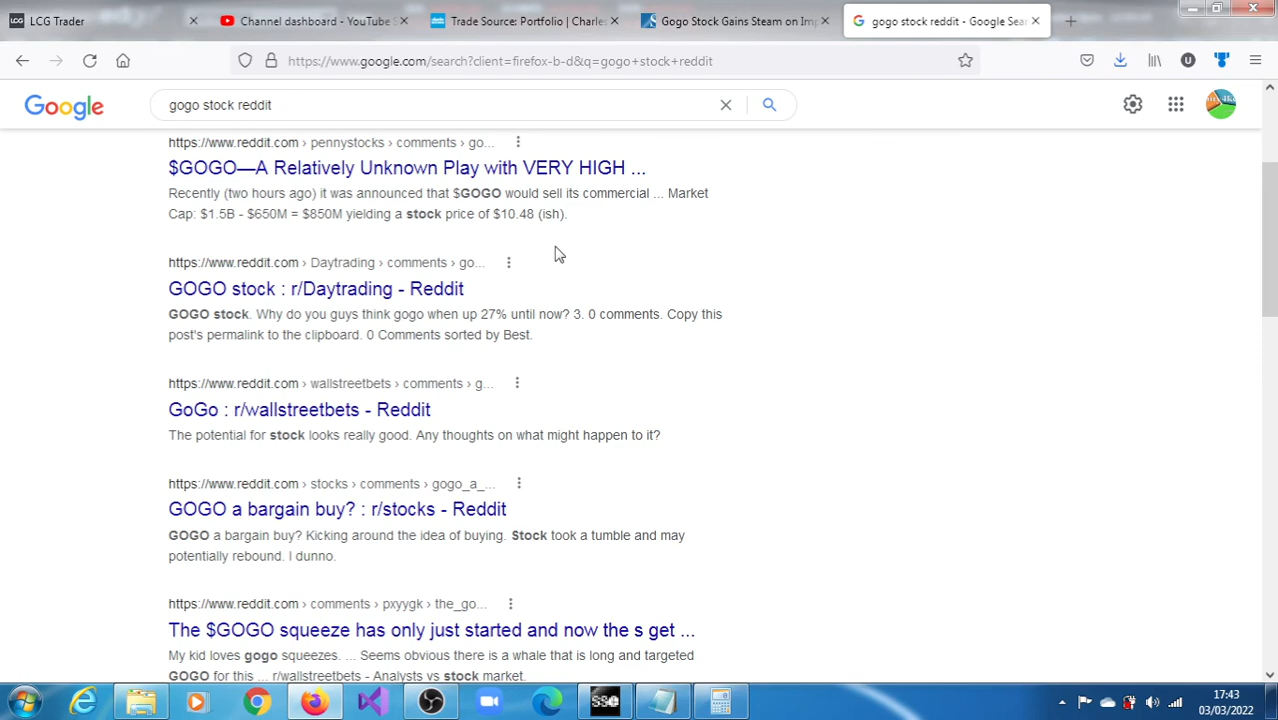 LCG LCG Trader
Channel dashboard - YouTube S
Trade Source: Portfolio | Charles
Gogo Stock Gains Steam on Imp
gogo stock reddit - Google Sear
https://www.google.com/search?client=firefox-b-d&q=gogo+stock+reddit
Google
gogo stock reddit
https://www.reddit.com › pennystocks › comments › go...
$GOGO—A Relatively Unknown Play with VERY HIGH ...
Recently (two hours ago) it was announced that $GOGO would sell its commercial ... Market
Cap: $1.5B - $650M = $850M yielding a stock price of $10.48 (ish).
https://www.reddit.com › Daytrading › comments › go...
GOGO stock : r/Daytrading - Reddit
GOGO stock. Why do you guys think gogo when up 27% until now? 3. 0 comments. Copy this
post's permalink to the clipboard. 0 Comments sorted by Best.
https://www.reddit.com › wallstreetbets › comments › g...
GoGo : r/wallstreetbets - Reddit
The potential for stock looks really good. Any thoughts on what might happen to it?
https://www.reddit.com › stocks › comments › gogo_a_...
GOGO a bargain buy? : r/stocks - Reddit
GOGO a bargain buy? Kicking around the idea of buying. Stock took a tumble and may
potentially rebound. I dunno.
https://www.reddit.com › comments › pxyygk › the_go...
The $GOGO squeeze has only just started and now the s get ...
My kid loves gogo squeezes. ... Seems obvious there is a whale that is long and targeted
GOGO for this ... r/wallstreetbets - Analysts vs stock market.
17:43
03/03/2022